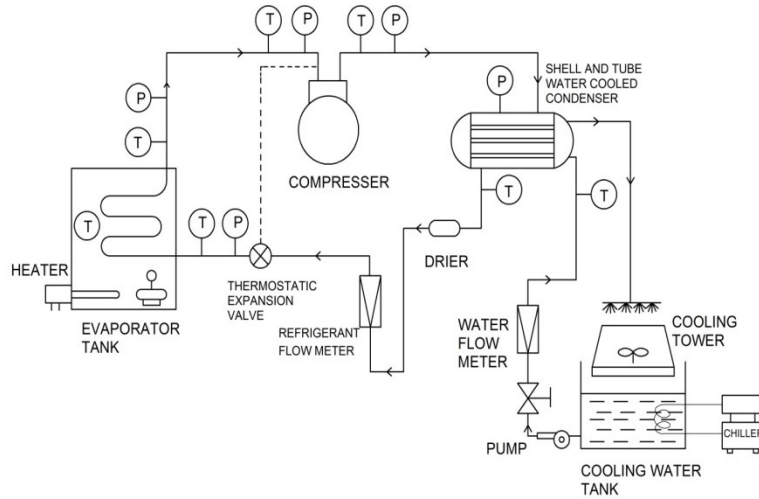 T
P
T
P
SHELL AND TUBE
WATER COOLED
CONDENSER
P
P
T
COMPRESSER
T
T
T
T
P
DRIER
HEATER
THERMOSTATIC
EXPANSION
VALVE
EVAPORATOR
TANK
REFRIGERANT
FLOW METER
WATER
FLOW
METER
COOLING
TOWER
PUMP
CHILLER
COOLING WATER
TANK